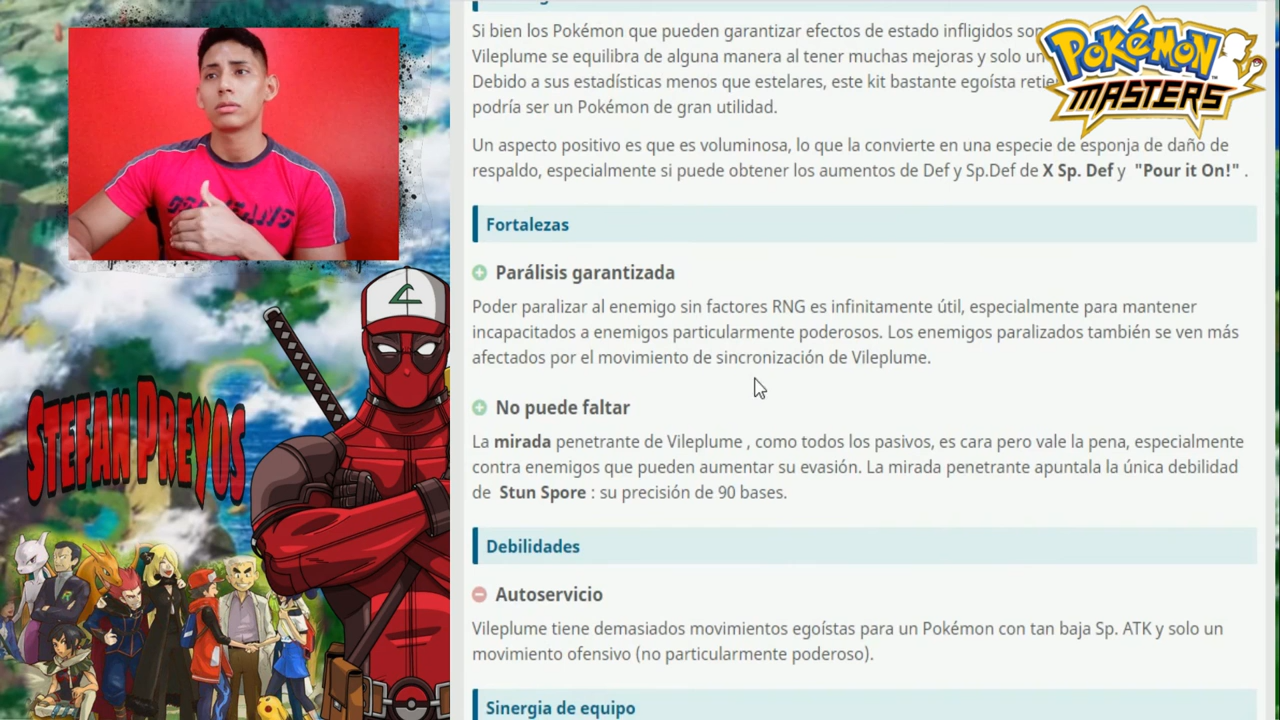 Si bien los Pokémon que pueden garantizar efectos de estado infligidos
Vileplume se equilibra de alguna manera al tener muchas mejoras y solo
Debido a sus estadísticas menos que estelares, este kit bastante egoísta
podría ser un Pokémon de gran utilidad.
POKéMON
MASTERS
Un aspecto positivo es que es voluminosa, lo que la convierte en una especie de esponja de daño de
respaldo, especialmente si puede obtener los aumentos de Def y Sp.Def de X Sp. Def y "Pour it On!" .
Fortalezas
Parálisis garantizada
Poder paralizar al enemigo sin factores RNG es infinitamente útil, especialmente para mantener
incapacitados a enemigos particularmente poderosos. Los enemigos paralizados también se ven más
afectados por el movimiento de sincronización de Vileplume.
No puede faltar
La mirada penetrante de Vileplume , como todos los pasivos, es cara pero vale la pena, especialmente
contra enemigos que pueden aumentar su evasión. La mirada penetrante apuntala la única debilidad
de Stun Spore : su precisión de 90 bases.
Debilidades
Autoservicio
Vileplume tiene demasiados movimientos egoístas para un Pokémon con tan baja Sp. ATK y solo un
movimiento ofensivo (no particularmente poderoso).
Sinergia de equipo
STEFAN PREYOS